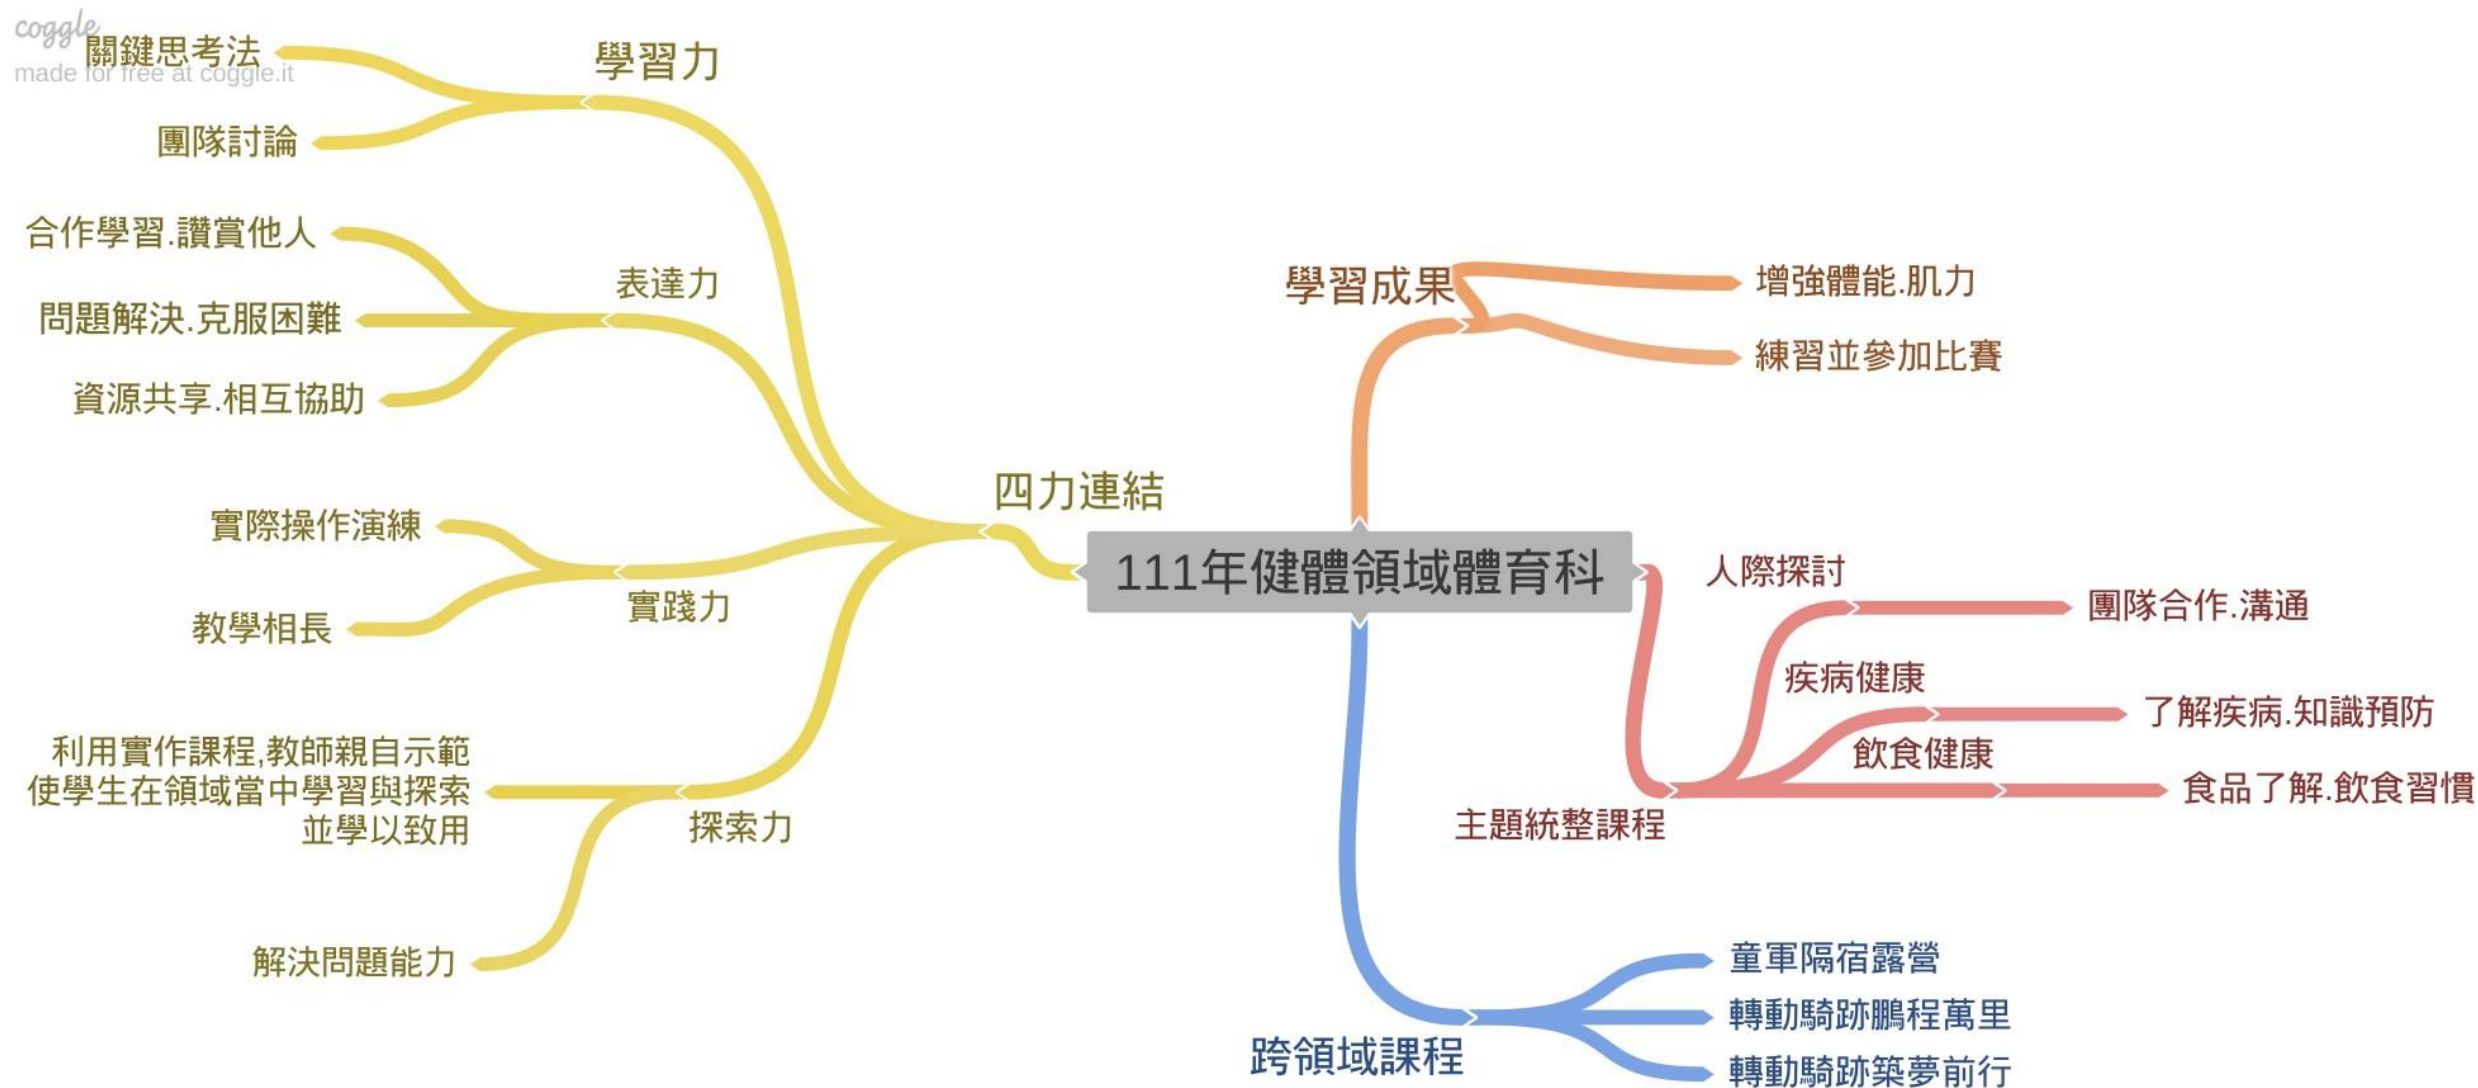 coggle
made for free at coggle.it
關鍵思考法
學習力
團隊討論
合作學習.讚賞他人
表達力
問題解決.克服困難
資源共享.相互協助
四力連結
實際操作演練
實踐力
教學相長
利用實作課程,教師親自示範
使學生在領域當中學習與探索
並學以致用
探索力
解決問題能力
111年健體領域體育科
學習成果
增強體能.肌力
練習並參加比賽
人際探討
團隊合作.溝通
疾病健康
了解疾病.知識預防
飲食健康
食品了解.飲食習慣
主題統整課程
童軍隔宿露營
轉動騎跡鵬程萬里
跨領域課程
轉動騎跡築夢前行